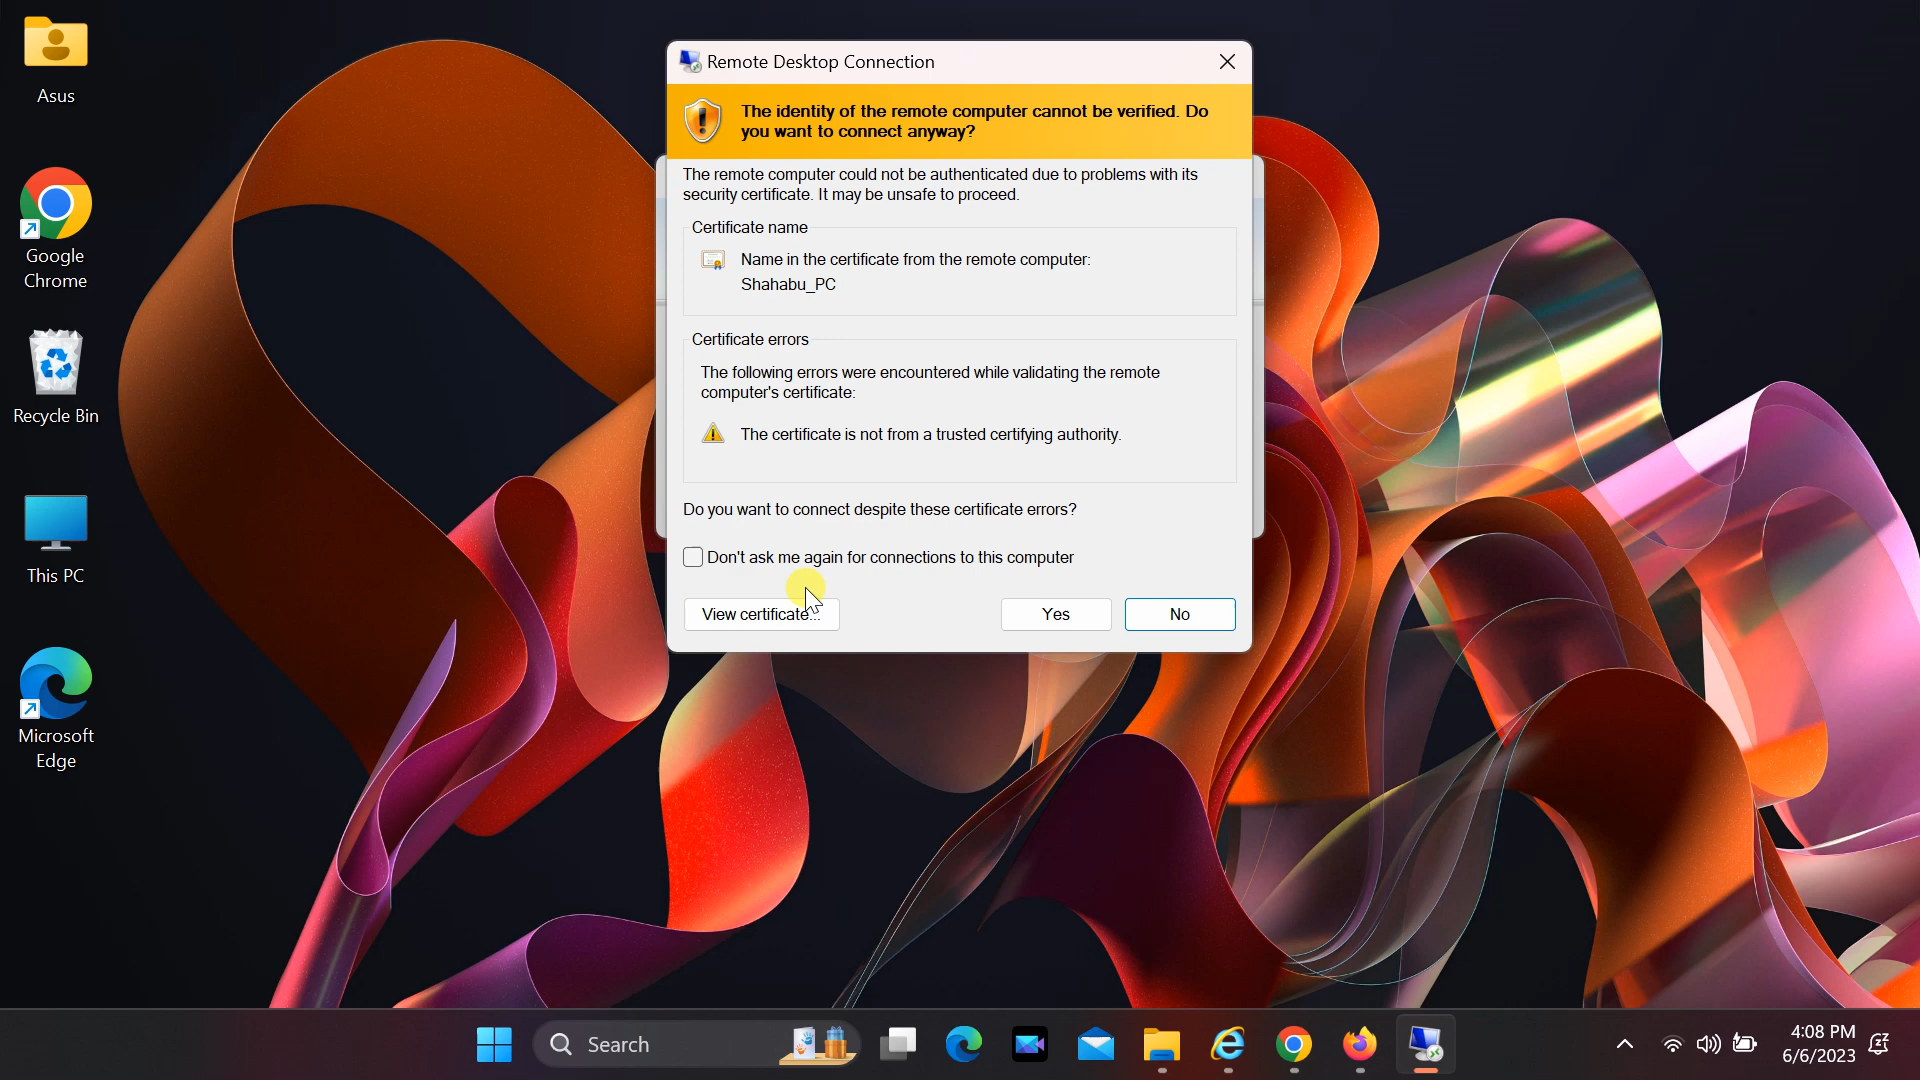 Asus
Google
Chrome
Recycle Bin
This PC
Microsoft
Edge
Remote Desktop Connection
The identity of the remote computer cannot be verified. Do
you want to connect anyway?
The remote computer could not be authenticated due to problems with its
security certificate. It may be unsafe to proceed.
Certificate name
Name in the certificate from the remote computer:
Shahabu_PC
Certificate errors
The following errors were encountered while validating the remote
computer's certificate:
The certificate is not from a trusted certifying authority.
Do you want to connect despite these certificate errors?
Don't ask me again for connections to this computer
View certificate...
Yes
No
Search
4:08 PM
6/6/2023